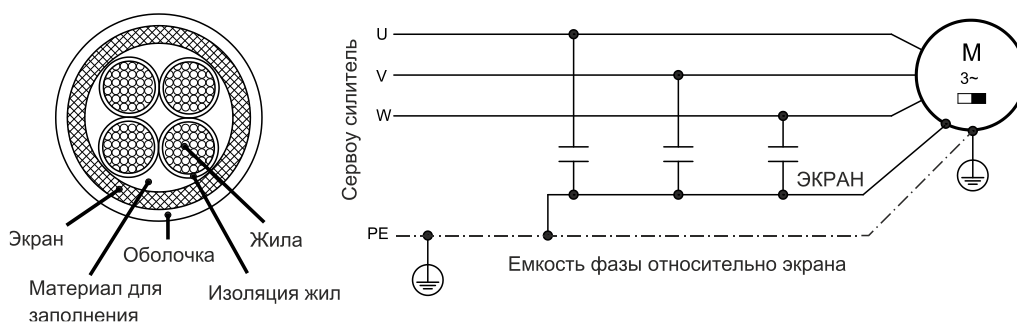 Экран
Оболочка
Жила
Материал для
заполнения
Изоляция жил
Сервоу силитель
U
V
W
PE
M
3~
ЭКРАН
Емкость фазы относительно экрана